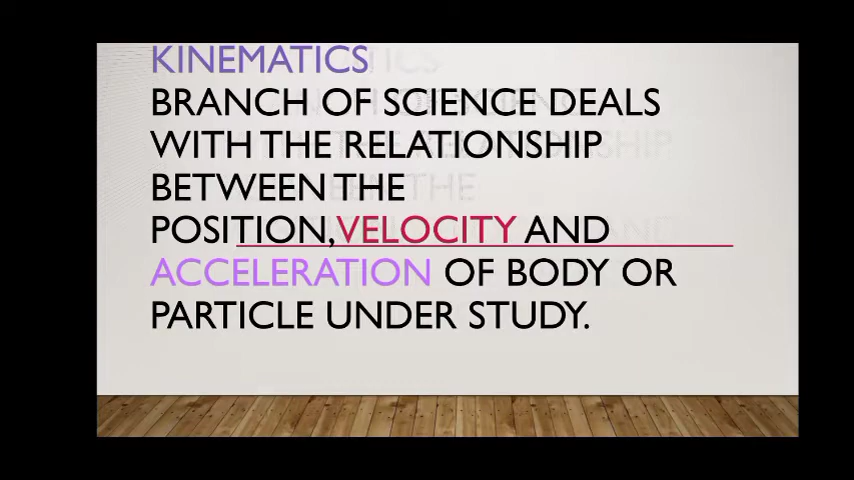 KINEMATICS
BRANCH OF SCIENCE DEALS
WITH THE RELATIONSHIP
BETWEEN THE
POSITION,VELOCITY AND
ACCELERATION OF BODY OR
PARTICLE UNDER STUDY.